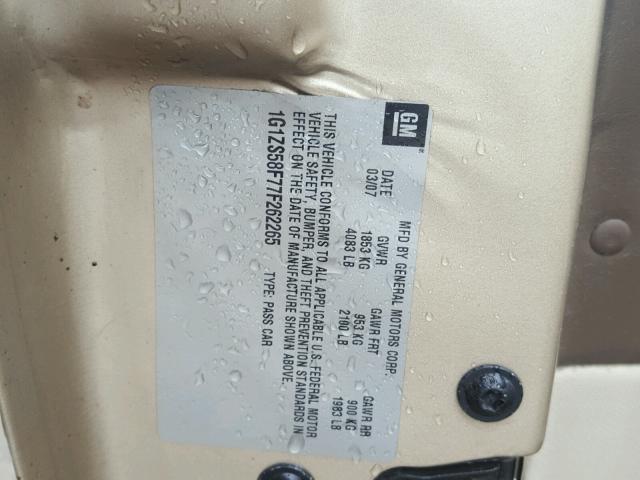 GM
MFD BY GENERAL MOTORS CORP.
DATE GVWR GAWR FRT GAWR RR
03/07 1853 KG 953 KG 900 KG
4083 LB 2100 LB 1983 LB
THIS VEHICLE CONFORMS TO ALL APPLICABLE U.S. FEDERAL MOTOR
VEHICLE SAFETY, BUMPER, AND THEFT PREVENTION STANDARDS IN
EFFECT ON THE DATE OF MANUFACTURE SHOWN ABOVE.
1G1ZS58F77F262265 TYPE: PASS CAR